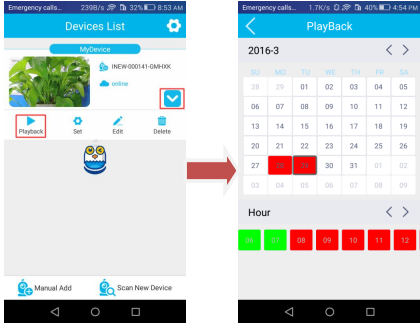 Emergency calls... 239B/s 32% 8:53 AM
Devices List
MyDevice
INEW-000141-GMHXK
online
Playback Set Edit Delete
Manual Add Scan New Device
Emergency calls... 1.7K/s 40% 4:54 PM
PlayBack
2016-3 < >
SU MO TU WE TH FR SA
28 29 01 02 03 04 05
06 07 08 09 10 11 12
13 14 15 16 17 18 19
20 21 22 23 24 25 26
27 28 29 30 31 01 02
03 04 05 06 07 08 09
Hour < >
06 07 08 09 10 11 12